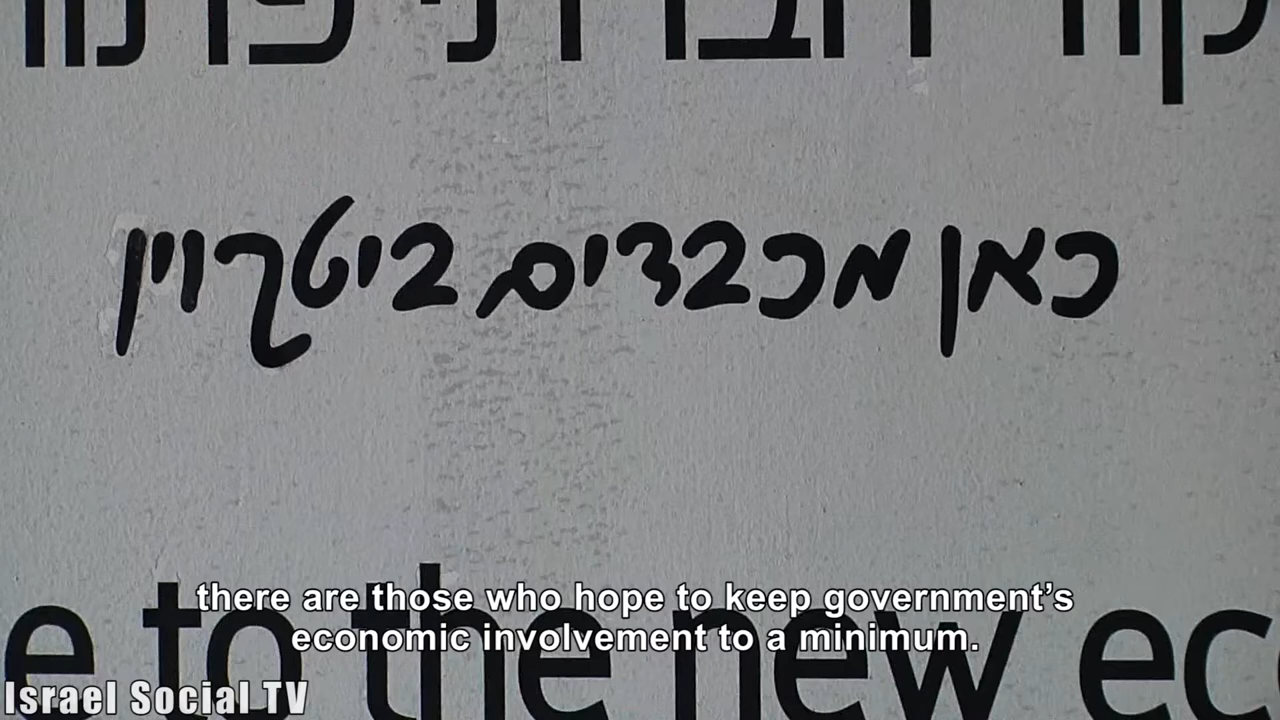 כאן מכבדים ביטקוין
there are those who hope to keep government's
economic involvement to a minimum.
e to the new ec
Israel Social TV